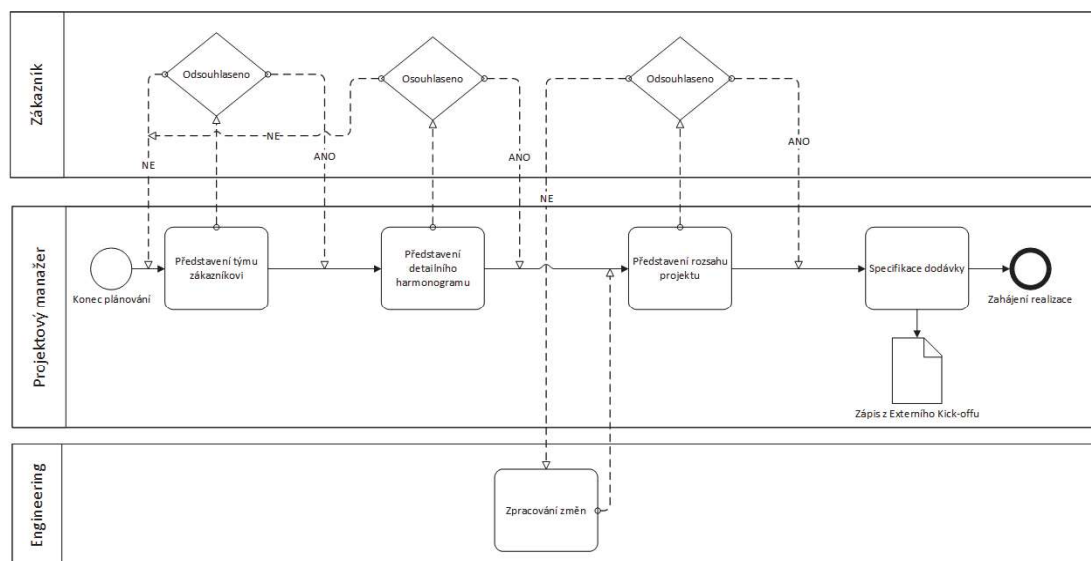 Zákazník
Odsouhlaseno
Osouhlaseno
Odsouhlaseno
NE
NE
ANO
ANO
NE
ANO
Projektový manažer
Konec plánování
Představení týmu
zákazníkovi
Představení
detailního
harmonogramu
Představení rozsahu
projektu
Specifikace dodávky
Zahájení realizace
Zápis z Externího Kick-offu
Engineering
Zpracování změn